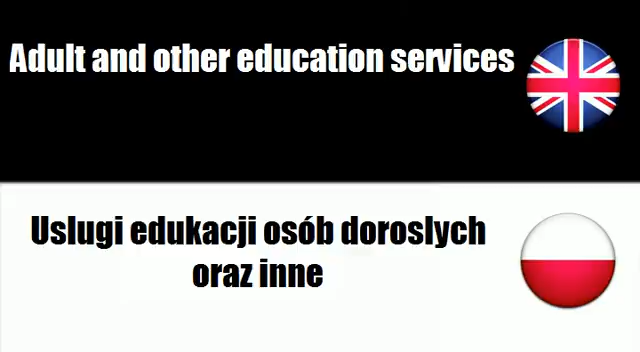 Adult and other education services
Uslugi edukacji osób doroslych
oraz inne